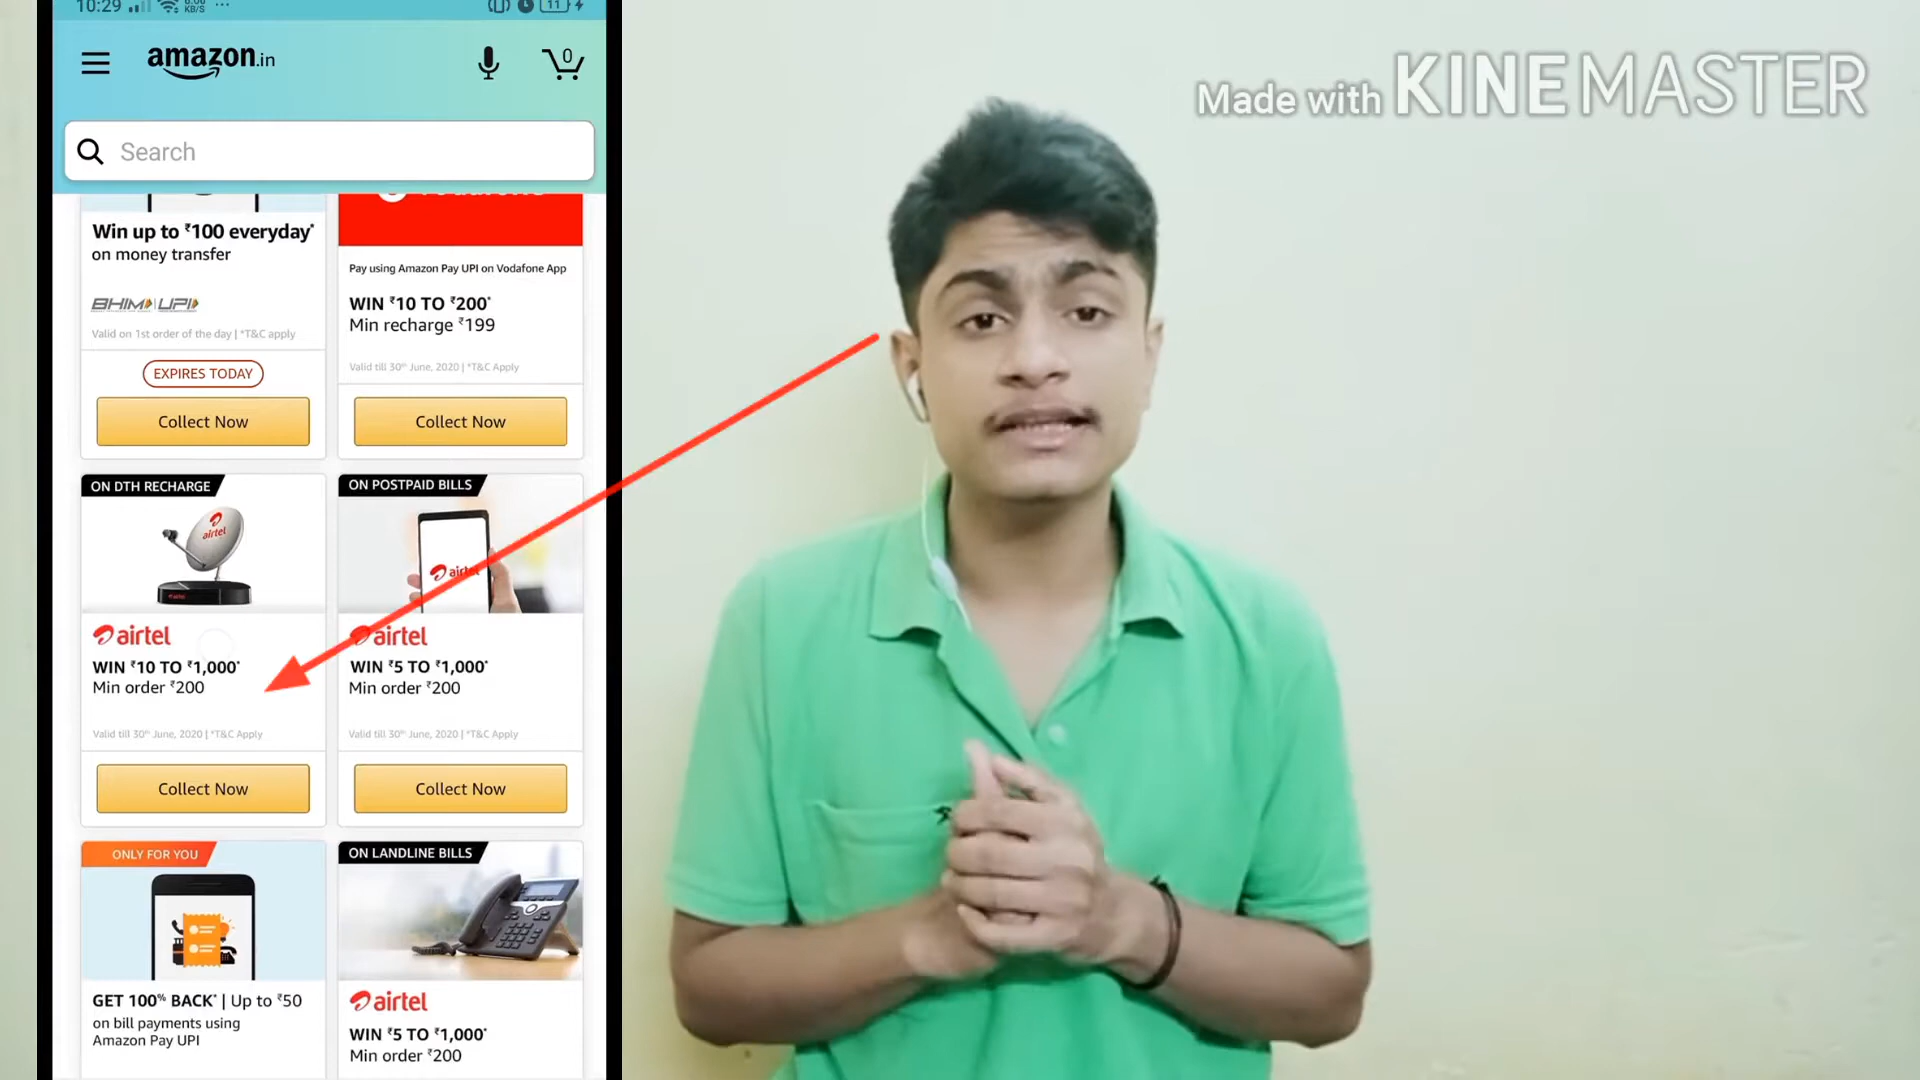 10:29
KB/S
11
amazon.in
0
Made with KINEMASTER
Search
Win up to ₹100 everyday*
on money transfer
BHIM UPI
Valid on 1st order of the day | *T&C apply
EXPIRES TODAY
Collect Now
Pay using Amazon Pay UPI on Vodafone App
WIN ₹10 TO ₹200*
Min recharge ₹199
Valid till 30th June, 2020 | *T&C Apply
Collect Now
ON DTH RECHARGE
airtel
airtel
WIN ₹10 TO ₹1,000*
Min order ₹200
Valid till 30th June, 2020 | *T&C Apply
Collect Now
ON POSTPAID BILLS
airtel
airtel
WIN ₹5 TO ₹1,000*
Min order ₹200
Valid till 30th June, 2020 | *T&C Apply
Collect Now
ONLY FOR YOU
GET 100% BACK* | Up to ₹50
on bill payments using
Amazon Pay UPI
ON LANDLINE BILLS
airtel
WIN ₹5 TO ₹1,000*
Min order ₹200